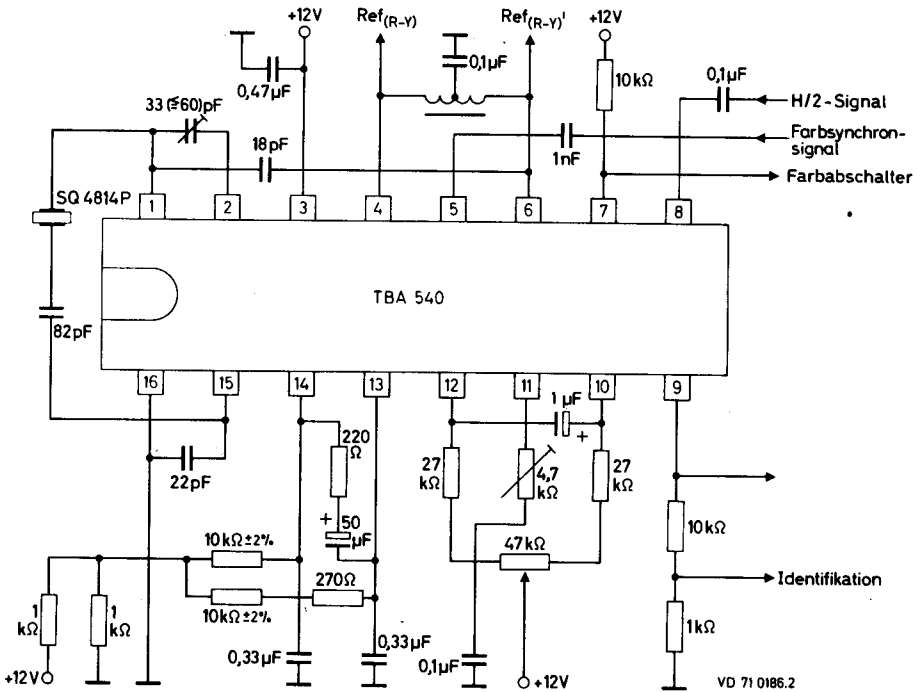 +12V
Ref(R-Y)
Ref(R-Y)'
+12V
0,47µF
0,1µF
10kΩ
0,1µF
H/2-Signal
33(≦60)pF
18pF
1nF
Farbsynchron-
signal
Farbabschalter
SQ 4814P
1 2 3 4 5 6 7 8
TBA 540
82pF
16 15 14 13 12 11 10 9
1 µF
+
220
Ω
27
kΩ
4,7
kΩ
27
kΩ
22pF
+
50
µF
10kΩ
10kΩ±2%
47kΩ
270Ω
Identifikation
10kΩ±2%
1
kΩ
1
kΩ
1kΩ
0,33µF
0,33µF
0,1µF
+12V
+12V
VD 71 0186.2